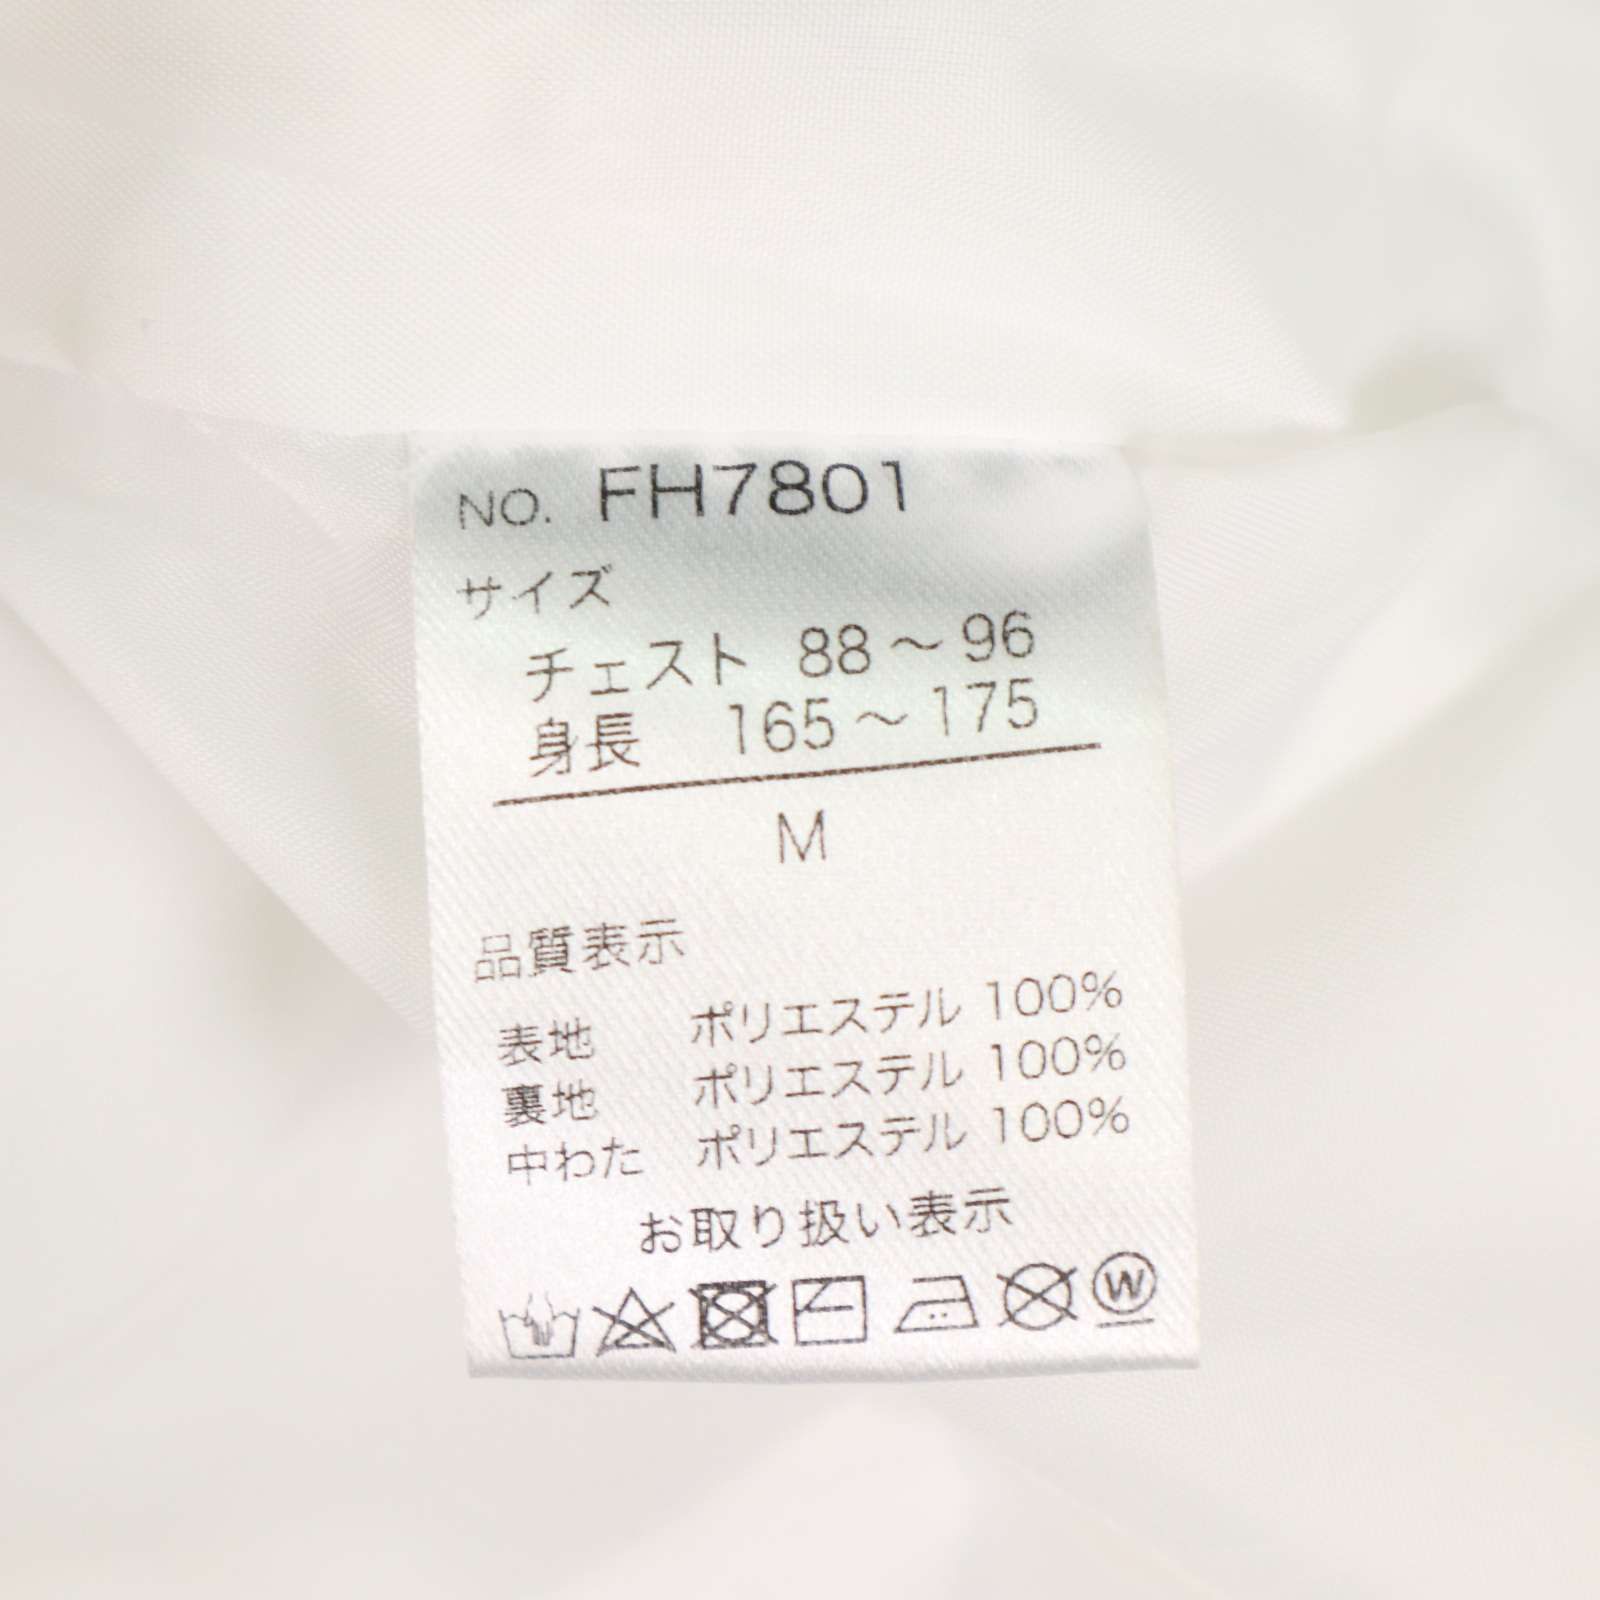 NO. FH7801
サイズ
チェスト 88〜96
身長 165〜175
M
品質表示
表地 ポリエステル 100%
裏地 ポリエステル 100%
中わた ポリエステル 100%
お取り扱い表示
W